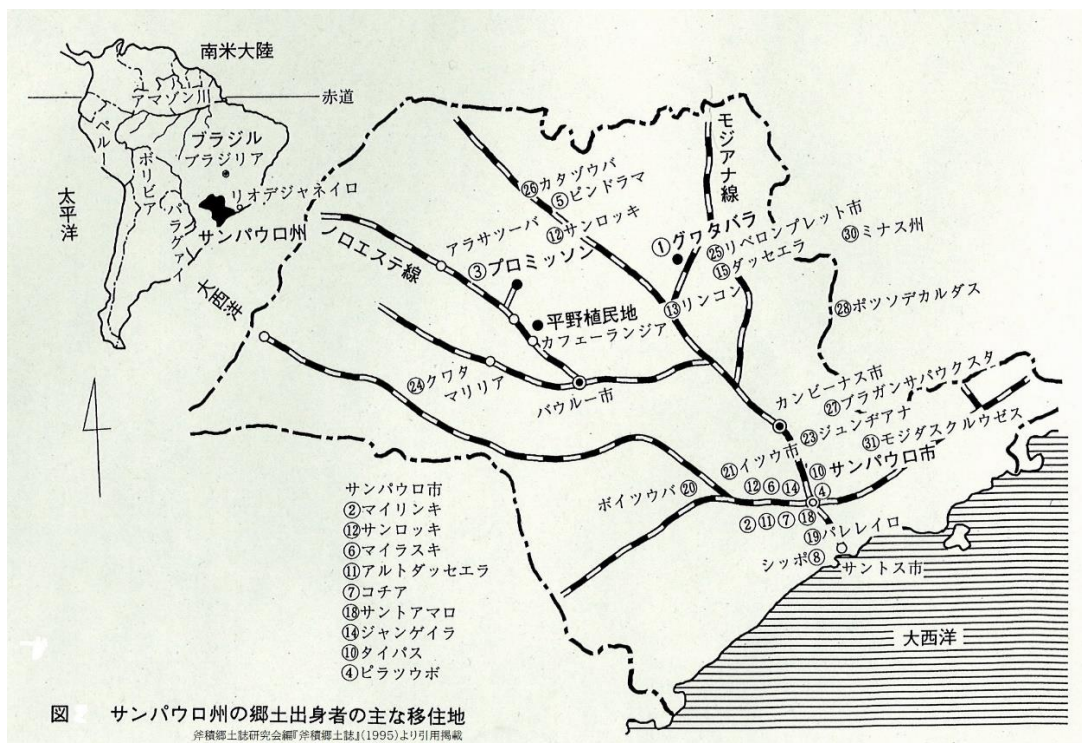 南米大陸
アマゾン川
赤道
ペルー
ブラジル
ブラジリア
ボリビア
リオデジャネイロ
太平洋
パラグァイ
サンパウロ州
大西洋
モジアナ線
㉖カタヅウバ
⑤ピンドラマ
⑫サンロッキ
アラサツーバ
ノロエステ線
③プロミッソン
①グワタバラ
㉕リベロンプレット市
⑮ダッセエラ
㉚ミナス州
⑬リンコン
㉘ポツソデカルダス
平野植民地
カフェーランジア
㉔クワタ
マリリア
バウルー市
カンピーナス市
㉗ブラガンサパウクスタ
㉓ジュンヂアナ
㉛モジダスクルウゼス
㉑イツウ市
⑩サンパウロ市
⑫⑥⑭
④
ボイツウバ⑳
②⑪⑦⑱
⑲パレレイロ
シッポ⑧
サントス市
大西洋
サンパウロ市
②マイリンキ
⑫サンロッキ
⑥マイラスキ
⑪アルトダッセエラ
⑦コチア
⑱サントアマロ
⑭ジャンゲイラ
⑩タイパス
④ピラツウボ
図 サンパウロ州の郷土出身者の主な移住地
斧積郷土誌研究会編『斧積郷土誌』(1995)より引用掲載